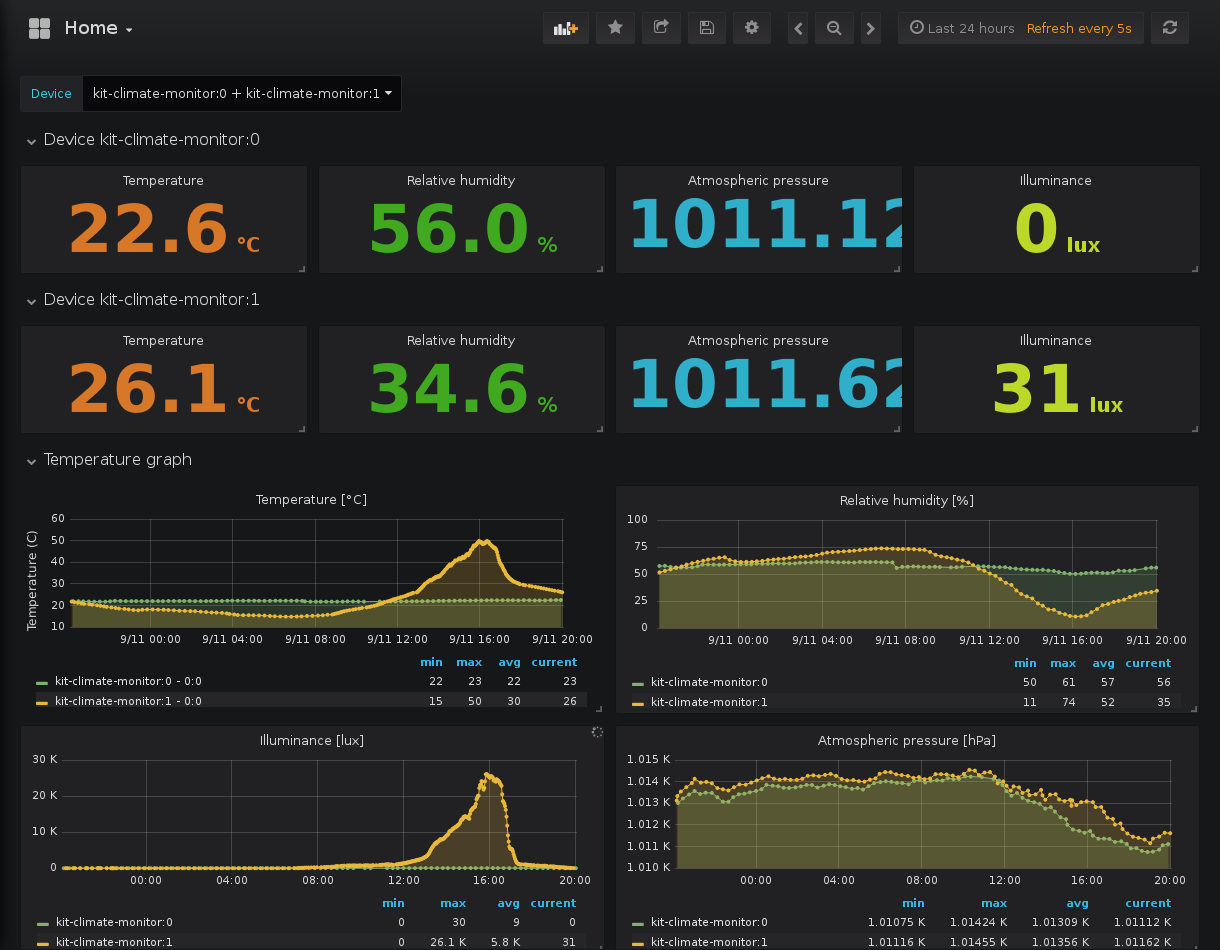 Home
Last 24 hours Refresh every 5s
Device kit-climate-monitor:0 + kit-climate-monitor:1
Device kit-climate-monitor:0
Temperature Relative humidity Atmospheric pressure Illuminance
22.6 °C 56.0 % 1011.12 0 lux
Device kit-climate-monitor:1
Temperature Relative humidity Atmospheric pressure Illuminance
26.1 °C 34.6 % 1011.62 31 lux
Temperature graph
Temperature [°C]
Temperature (C)
60
50
40
30
20
10
9/11 00:00 9/11 04:00 9/11 08:00 9/11 12:00 9/11 16:00 9/11 20:00
min max avg current
kit-climate-monitor:0 - 0:0 22 23 22 23
kit-climate-monitor:1 - 0:0 15 50 30 26
Relative humidity [%]
100
75
50
25
0
9/11 00:00 9/11 04:00 9/11 08:00 9/11 12:00 9/11 16:00 9/11 20:00
min max avg current
kit-climate-monitor:0 50 61 57 56
kit-climate-monitor:1 11 74 52 35
Illuminance [lux]
30 K
20 K
10 K
0
00:00 04:00 08:00 12:00 16:00 20:00
min max avg current
kit-climate-monitor:0 0 30 9 0
kit-climate-monitor:1 0 26.1 K 5.8 K 31
Atmospheric pressure [hPa]
1.015 K
1.014 K
1.013 K
1.012 K
1.011 K
1.010 K
00:00 04:00 08:00 12:00 16:00 20:00
min max avg current
kit-climate-monitor:0 1.01075 K 1.01424 K 1.01309 K 1.01112 K
kit-climate-monitor:1 1.01116 K 1.01455 K 1.01356 K 1.01162 K